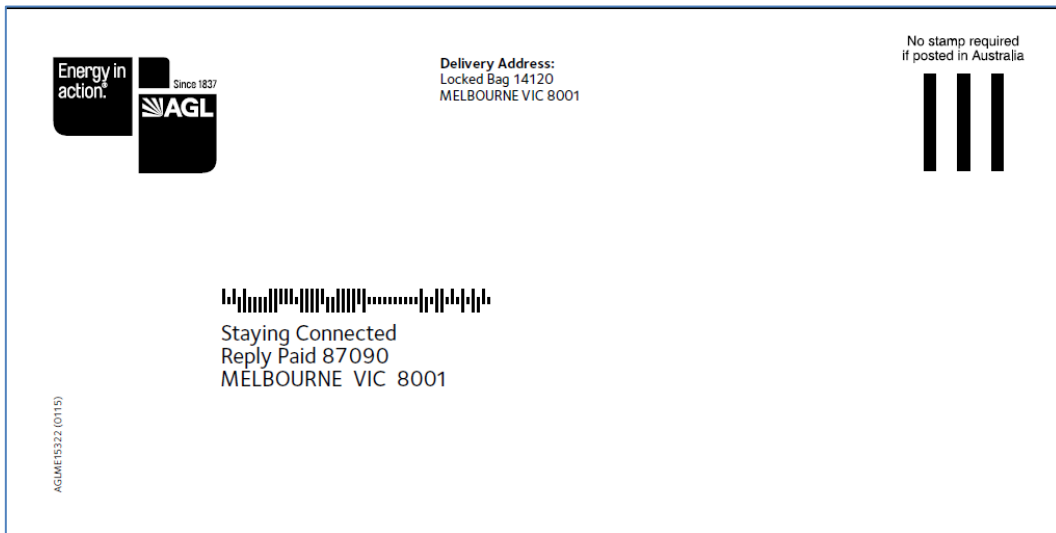 Energy in
action.®
Since 1837
AGL
Delivery Address:
Locked Bag 14120
MELBOURNE VIC 8001
No stamp required
if posted in Australia
Staying Connected
Reply Paid 87090
MELBOURNE VIC 8001
AGLME15322 (0115)